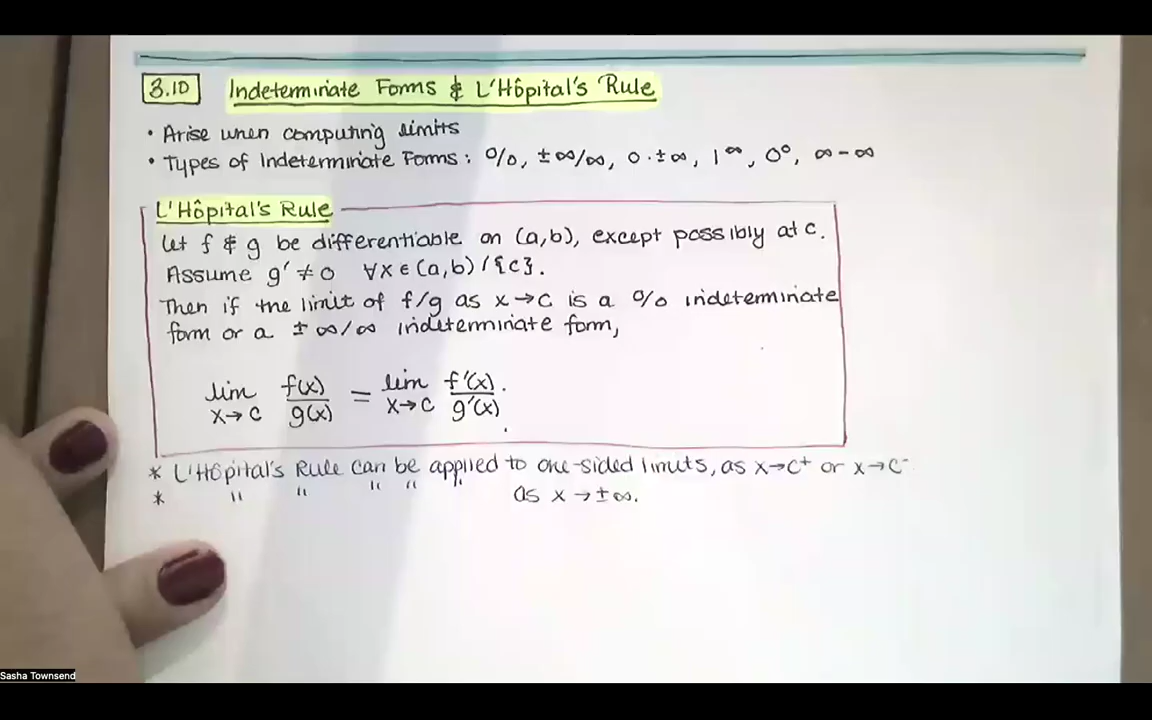 3.10 Indeterminate Forms & L'Hôpital's Rule
• Arise when computing limits
• Types of Indeterminate Forms: 0/0, ±∞/∞, 0·±∞, 1^∞, 0⁰, ∞-∞
L'Hôpital's Rule
Let f & g be differentiable on (a,b), except possibly at c.
Assume g' ≠ 0 ∀x ∈ (a,b)/{c}.
Then if the limit of f/g as x→c is a 0/0 indeterminate
form or a ±∞/∞ indeterminate form,
lim x→c f(x)/g(x) = lim x→c f'(x)/g'(x).
* L'Hôpital's Rule can be applied to one-sided limits, as x→c⁺ or x→c⁻
* " " " " " as x→±∞.
Sasha Townsend